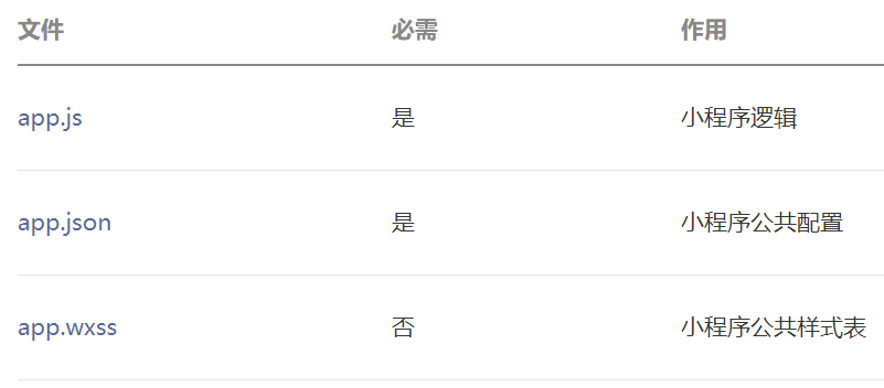 文件 必需 作用
app.js 是 小程序逻辑
app.json 是 小程序公共配置
app.wxss 否 小程序公共样式表